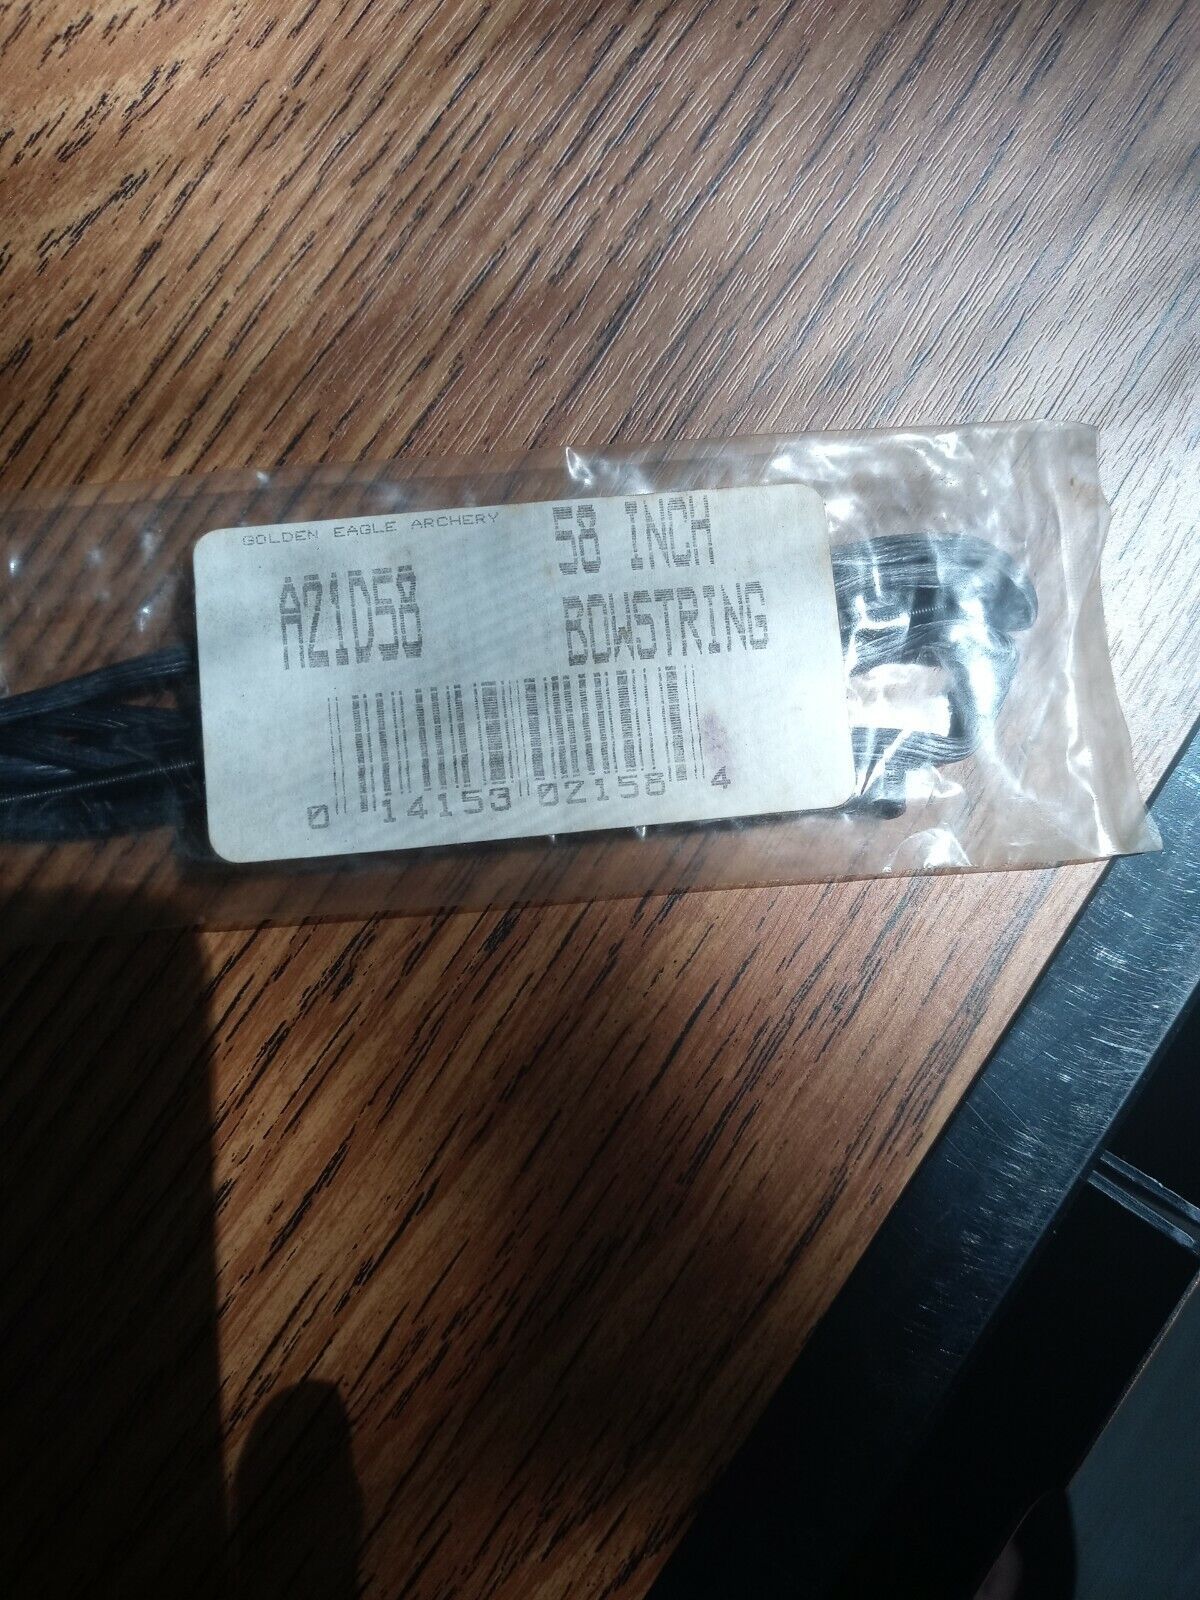 GOLDEN EAGLE ARCHERY
58 INCH
A21D58
BOWSTRING
0 14153 02158 4